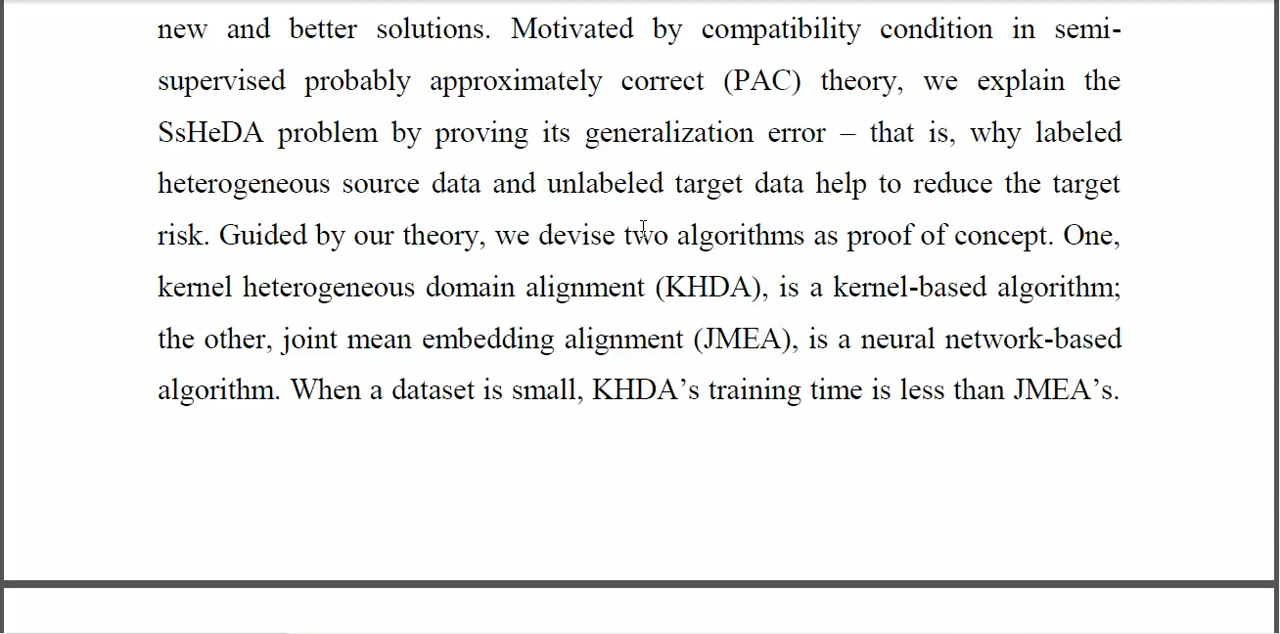 new and better solutions. Motivated by compatibility condition in semi-
supervised probably approximately correct (PAC) theory, we explain the
SsHeDA problem by proving its generalization error – that is, why labeled
heterogeneous source data and unlabeled target data help to reduce the target
risk. Guided by our theory, we devise two algorithms as proof of concept. One,
kernel heterogeneous domain alignment (KHDA), is a kernel-based algorithm;
the other, joint mean embedding alignment (JMEA), is a neural network-based
algorithm. When a dataset is small, KHDA’s training time is less than JMEA’s.